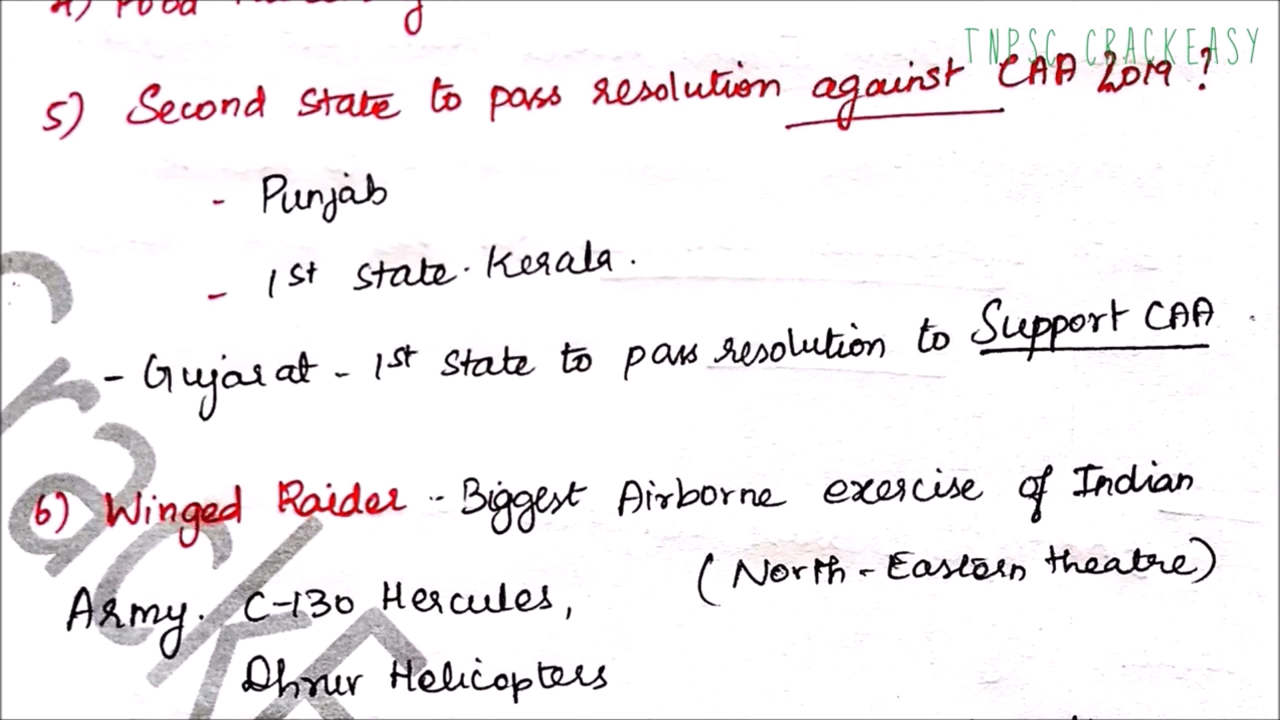 4) Food
TNPSC CRACKEASY
5) Second State to pass resolution against CAA 2019?
- Punjab
- 1st state. Kerala.
- Gujarat - 1st State to pass resolution to Support CAA.
6) Winged Raider - Biggest Airborne exercise of Indian
Army. (North-Eastern theatre)
C-130 Hercules,
Dhruv Helicopters